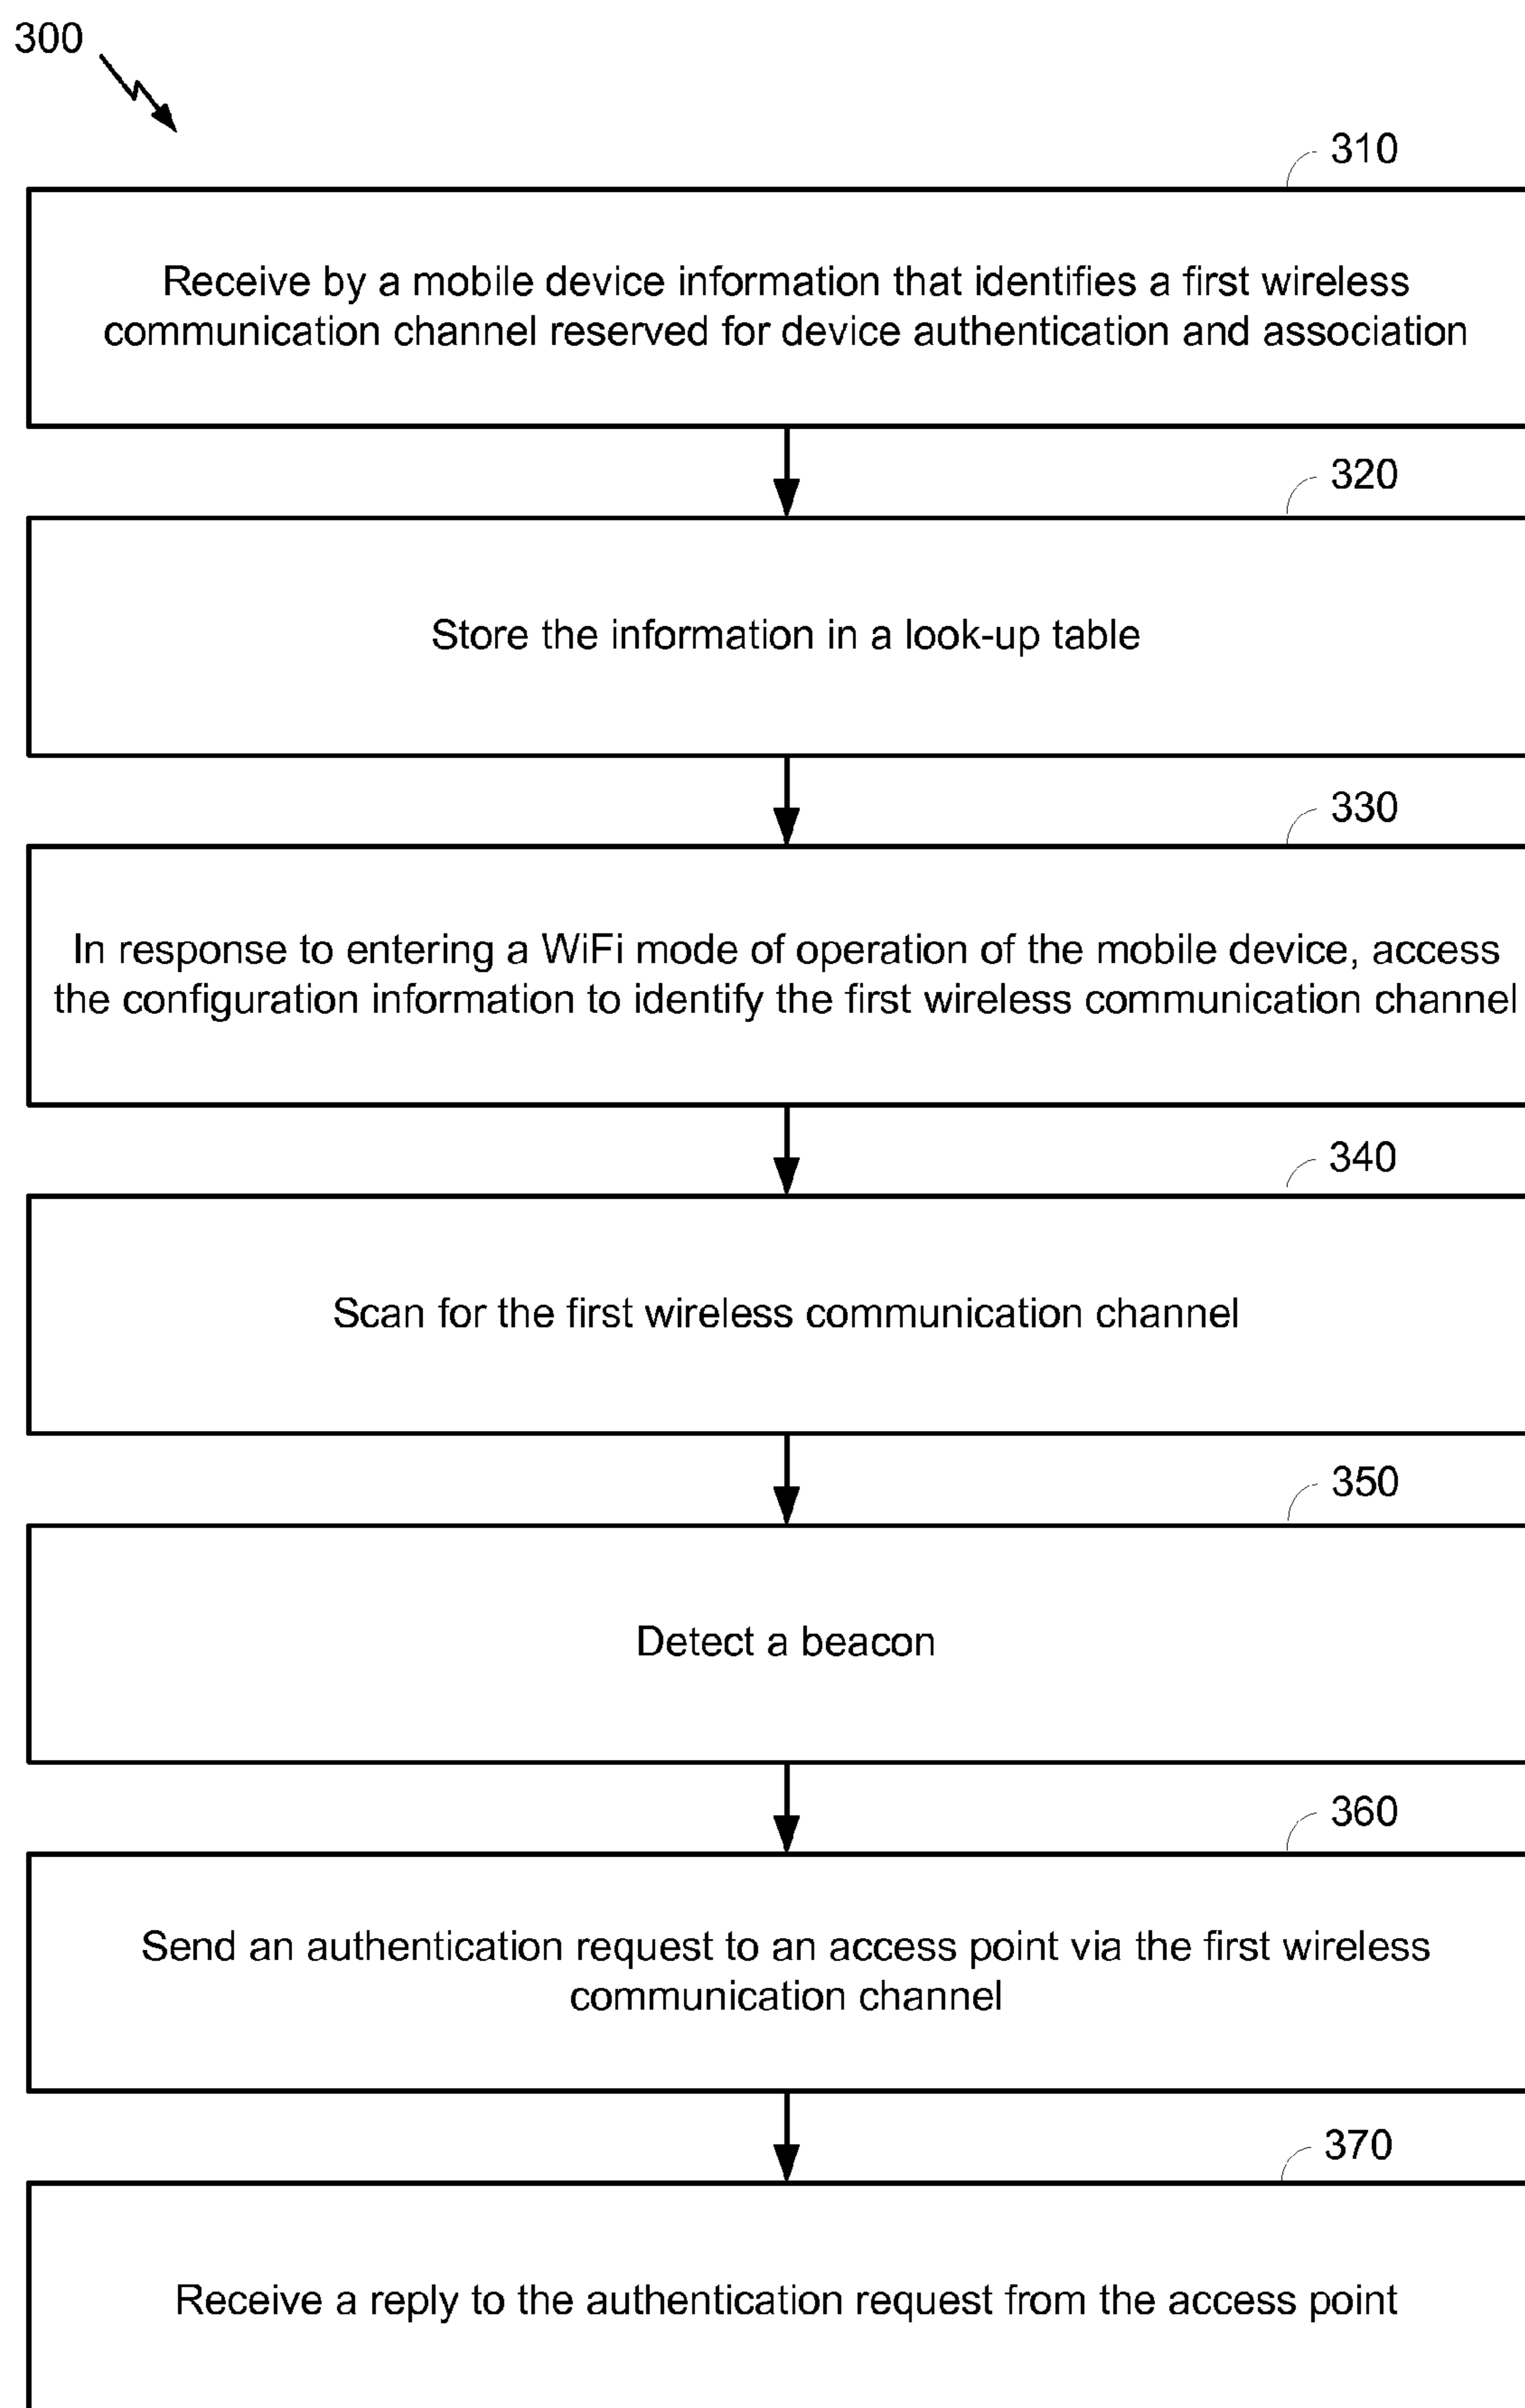 300
310
Receive by a mobile device information that identifies a first wireless
communication channel reserved for device authentication and association
320
Store the information in a look-up table
330
In response to entering a WiFi mode of operation of the mobile device, access
the configuration information to identify the first wireless communication channel
340
Scan for the first wireless communication channel
350
Detect a beacon
360
Send an authentication request to an access point via the first wireless
communication channel
370
Receive a reply to the authentication request from the access point